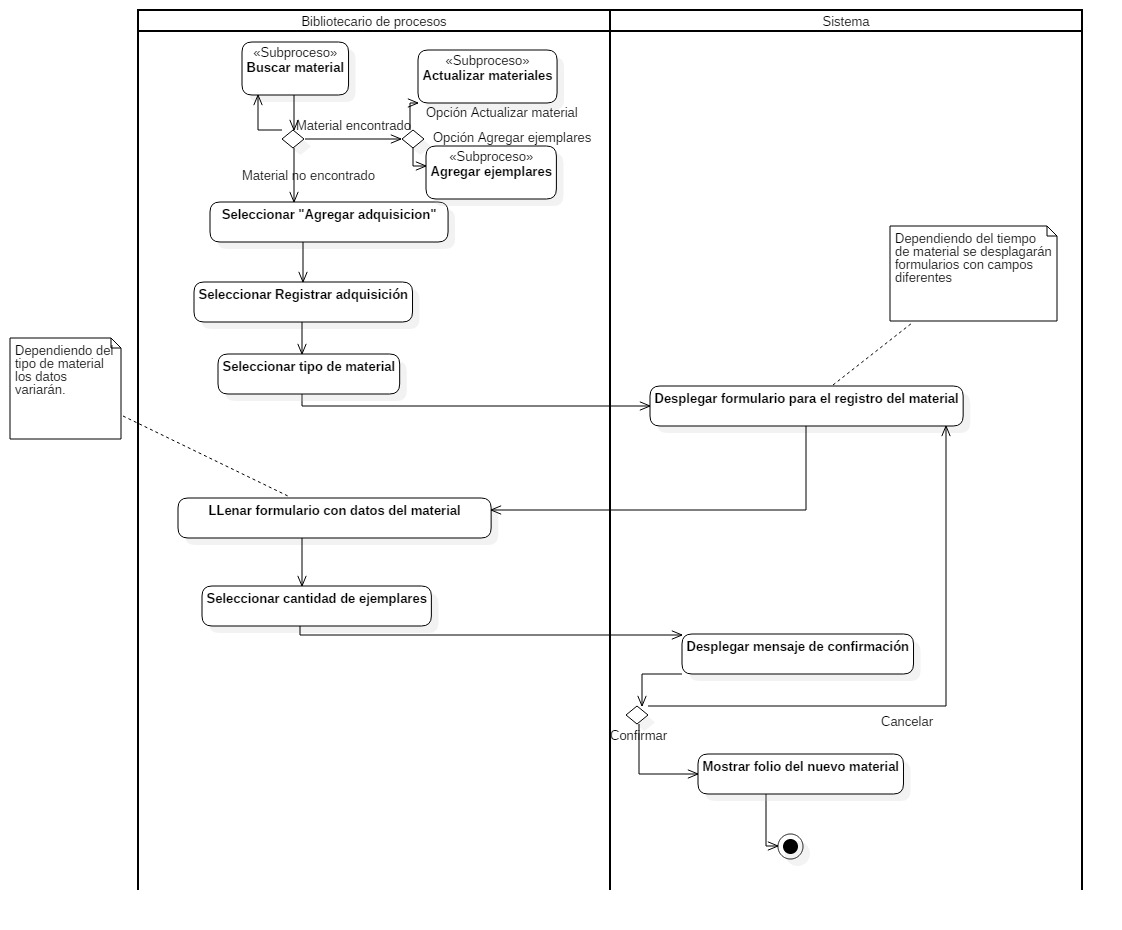 Bibliotecario de procesos
Sistema
«Subproceso»
Buscar material
«Subproceso»
Actualizar materiales
Opción Actualizar material
Material encontrado
Opción Agregar ejemplares
«Subproceso»
Agregar ejemplares
Material no encontrado
Seleccionar "Agregar adquisicion"
Dependiendo del tiempo
de material se desplagarán
formularios con campos
diferentes
Seleccionar Registrar adquisición
Dependiendo del
tipo de material
los datos
variarán.
Seleccionar tipo de material
Desplegar formulario para el registro del material
LLenar formulario con datos del material
Seleccionar cantidad de ejemplares
Desplegar mensaje de confirmación
Cancelar
Confirmar
Mostrar folio del nuevo material